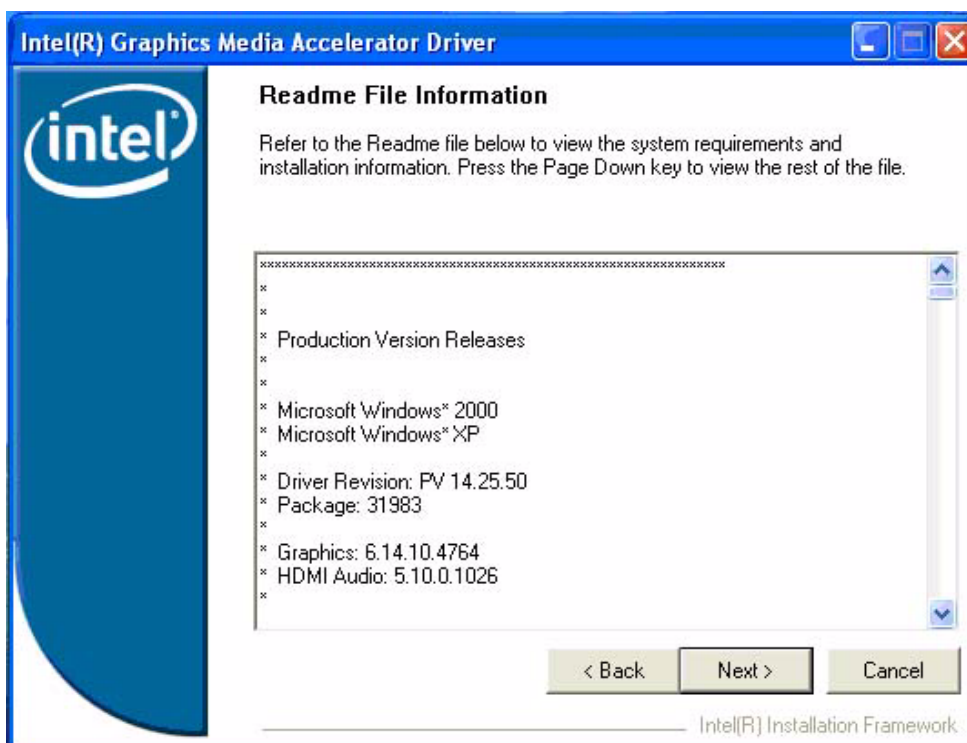 Intel(R) Graphics Media Accelerator Driver
intel
Readme File Information
Refer to the Readme file below to view the system requirements and
installation information. Press the Page Down key to view the rest of the file.
****************************************************************
*
*
* Production Version Releases
*
*
* Microsoft Windows* 2000
* Microsoft Windows* XP
*
* Driver Revision: PV 14.25.50
* Package: 31983
*
* Graphics: 6.14.10.4764
* HDMI Audio: 5.10.0.1026
*
< Back
Next >
Cancel
Intel(R) Installation Framework